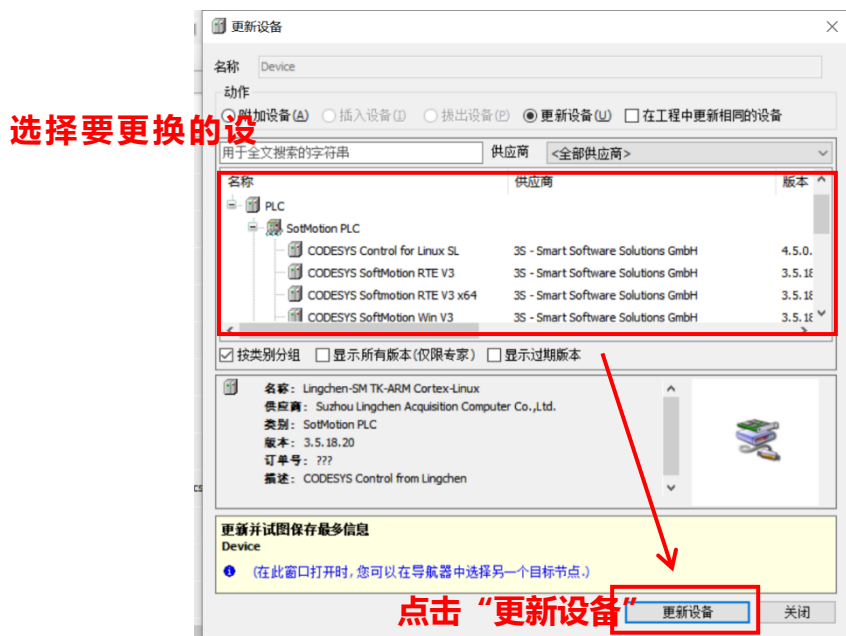 更新设备
名称 Device
动作
附加设备(A) 插入设备(I) 拔出设备(P) 更新设备(U) 在工程中更新相同的设备
选择要更换的设
用于全文搜索的字符串 供应商 <全部供应商>
名称 供应商 版本
PLC
SotMotion PLC
CODESYS Control for Linux SL 3S - Smart Software Solutions GmbH 4.5.0.
CODESYS SoftMotion RTE V3 3S - Smart Software Solutions GmbH 3.5.18
CODESYS Softmotion RTE V3 x64 3S - Smart Software Solutions GmbH 3.5.18
CODESYS SoftMotion Win V3 3S - Smart Software Solutions GmbH 3.5.18
按类别分组 显示所有版本(仅限专家) 显示过期版本
名称: Lingchen-SM TK-ARM Cortex-Linux
供应商: Suzhou Lingchen Acquisition Computer Co.,Ltd.
类别: SotMotion PLC
版本: 3.5.18.20
订单号: ???
描述: CODESYS Control from Lingchen
更新并试图保存最多信息
Device
(在此窗口打开时,您可以在导航器中选择另一个目标节点.)
点击“更新设备”
更新设备 关闭